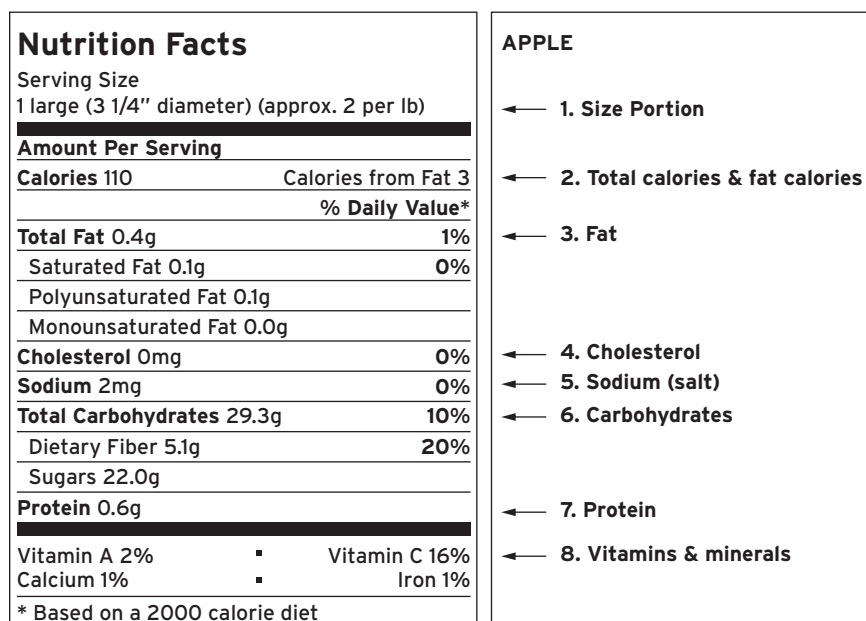 Nutrition Facts
Serving Size
1 large (3 1/4" diameter) (approx. 2 per lb)
Amount Per Serving
Calories 110 Calories from Fat 3
% Daily Value*
Total Fat 0.4g 1%
Saturated Fat 0.1g 0%
Polyunsaturated Fat 0.1g
Monounsaturated Fat 0.0g
Cholesterol 0mg 0%
Sodium 2mg 0%
Total Carbohydrates 29.3g 10%
Dietary Fiber 5.1g 20%
Sugars 22.0g
Protein 0.6g
Vitamin A 2% ▪ Vitamin C 16%
Calcium 1% ▪ Iron 1%
* Based on a 2000 calorie diet
APPLE
1. Size Portion
2. Total calories & fat calories
3. Fat
4. Cholesterol
5. Sodium (salt)
6. Carbohydrates
7. Protein
8. Vitamins & minerals